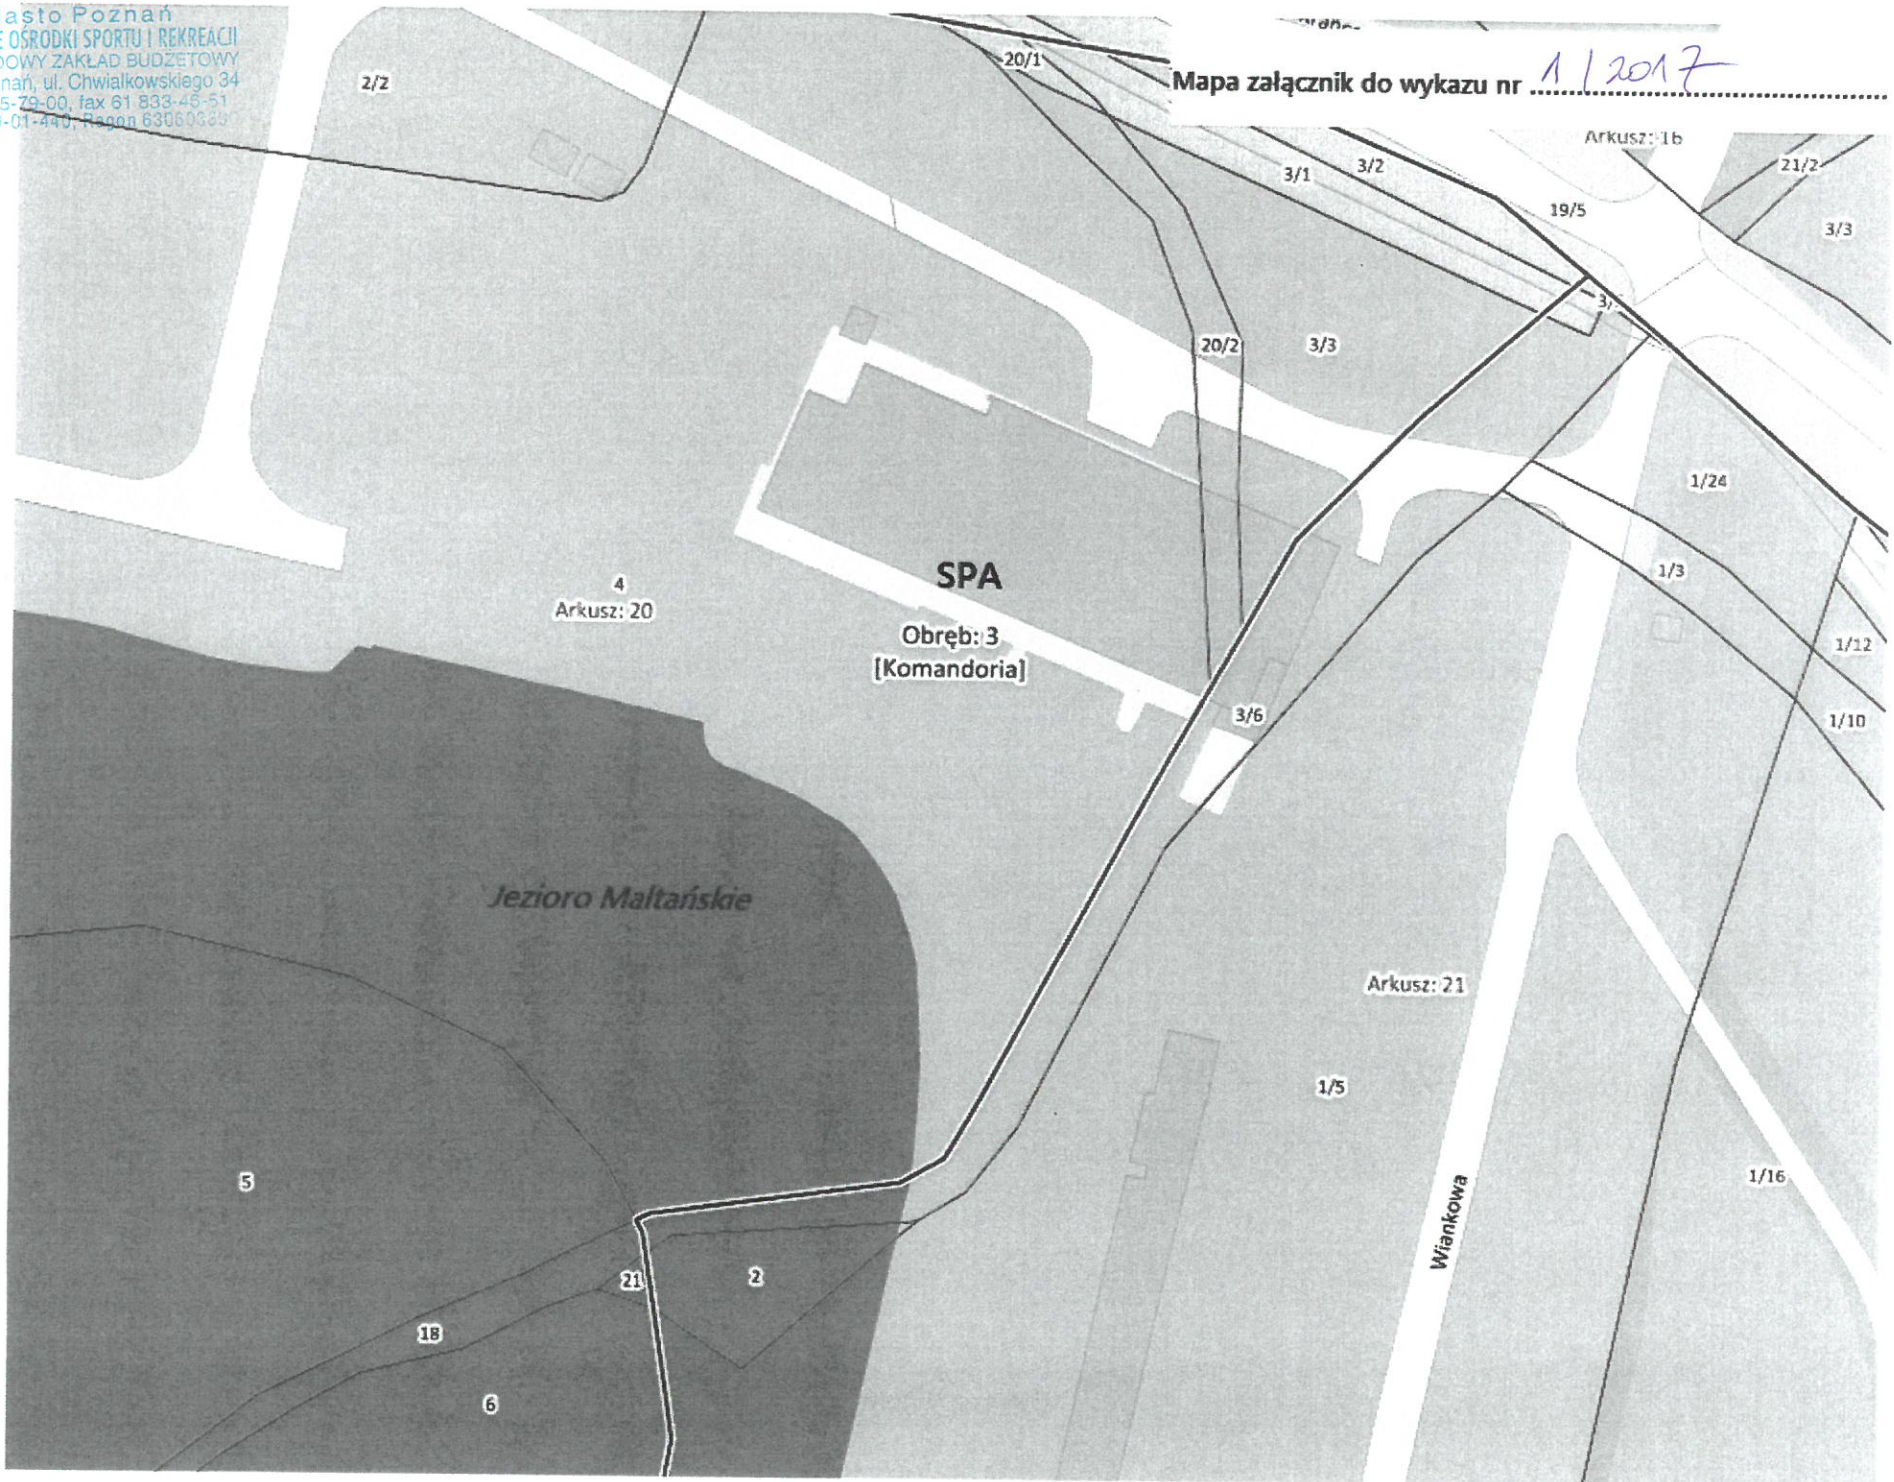 asto Poznań
E OŚRODKI SPORTU I REKREACJI
DOWY ZAKŁAD BUDŻETOWY
nań, ul. Chwiałkowskiego 34
5-79-00, fax 61 833-45-51
Mapa załącznik do wykazu nr 1/2017
2/2
20/1
3/1
3/2
Arkusz: 16
19/5
21/2
3/3
3/
20/2
3/3
1/24
1/3
1/12
1/10
4
Arkusz: 20
SPA
Obręb: 3
[Komandoria]
3/6
Jezioro Maltańskie
Arkusz: 21
1/5
1/16
Wiankowa
5
21
2
18
6